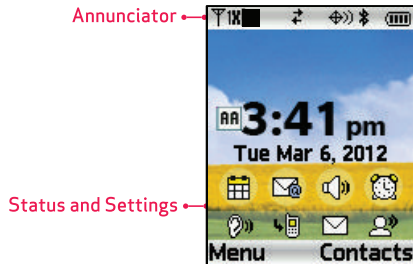 Annunciator
1X
AA
3:41 pm
Tue Mar 6, 2012
Status and Settings
Menu Contacts